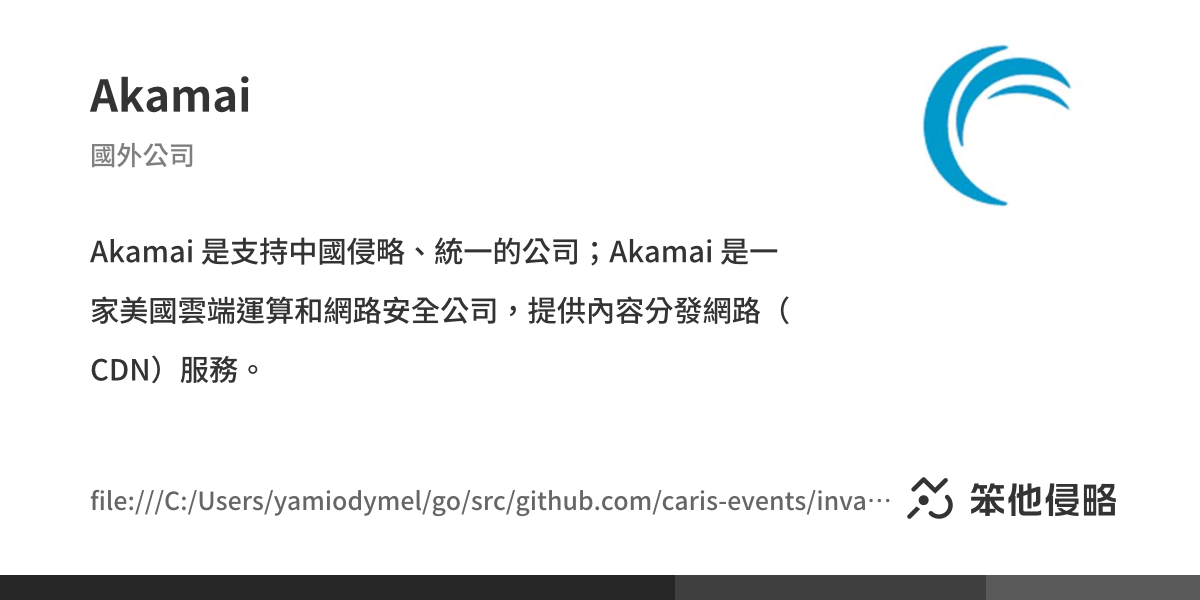 Akamai
國外公司
Akamai 是支持中國侵略、統一的公司；Akamai 是一
家美國雲端運算和網路安全公司，提供內容分發網路（
CDN）服務。
file:///C:/Users/yamiodymel/go/src/github.com/caris-events/inva…
笨他侵略